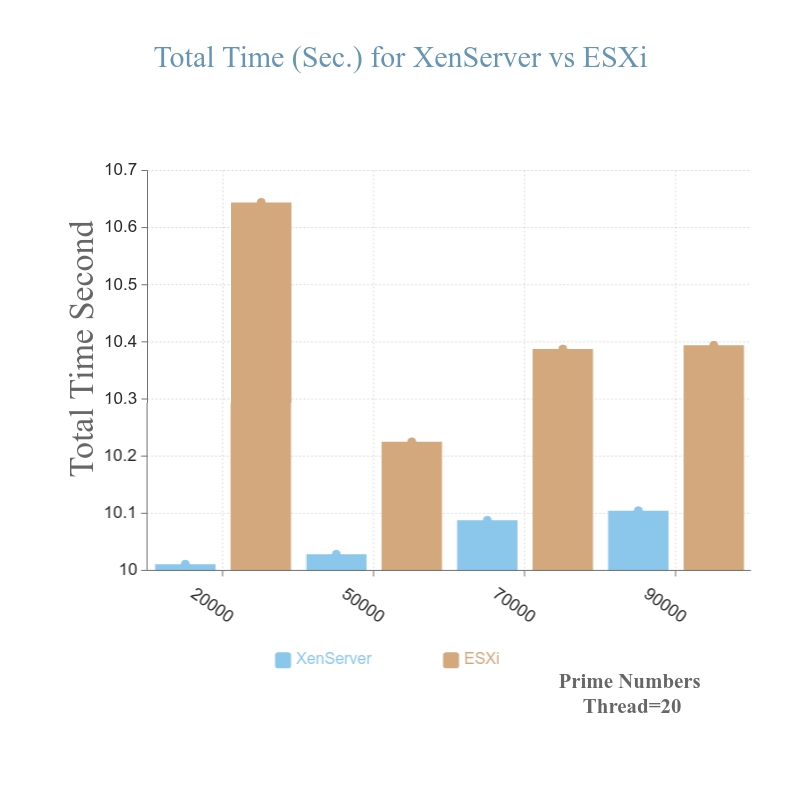 Total Time (Sec.) for XenServer vs ESXi
Total Time Second
10.7
10.6
10.5
10.4
10.3
10.2
10.1
10
20000
50000
70000
90000
XenServer
ESXi
Prime Numbers
Thread=20